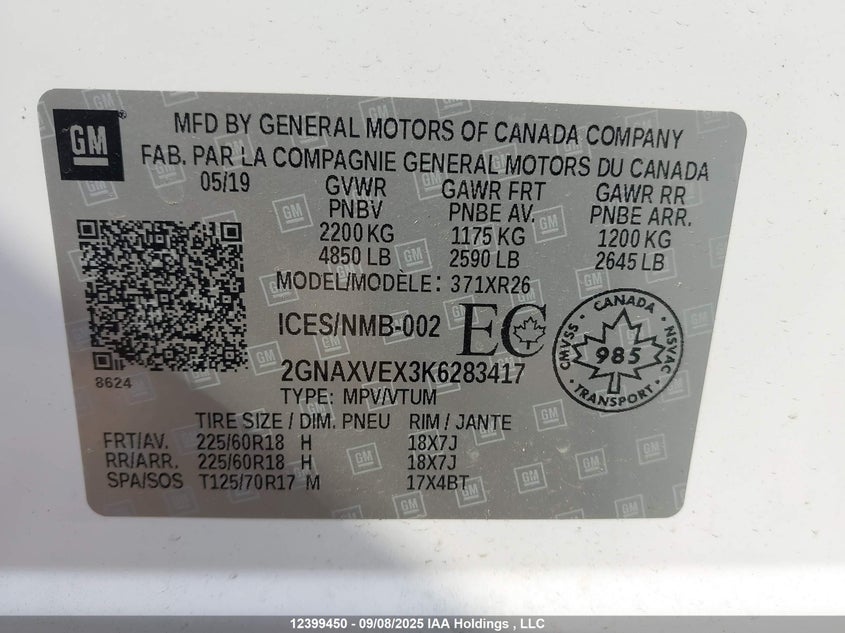 GM
MFD BY GENERAL MOTORS OF CANADA COMPANY
FAB. PAR LA COMPAGNIE GENERAL MOTORS DU CANADA
05/19 GVWR GAWR FRT GAWR RR
PNBV PNBE AV. PNBE ARR.
2200 KG 1175 KG 1200 KG
4850 LB 2590 LB 2645 LB
MODEL/MODÈLE: 371XR26
ICES/NMB-002 EC
CANADA
CMVSS 985 NSVAC
TRANSPORT
8624
2GNAXVEX3K6283417
TYPE: MPV/VTUM
TIRE SIZE / DIM. PNEU RIM / JANTE
FRT/AV. 225/60R18 H 18X7J
RR/ARR. 225/60R18 H 18X7J
SPA/SOS T125/70R17 M 17X4BT
12399450 - 09/08/2025 IAA Holdings, LLC